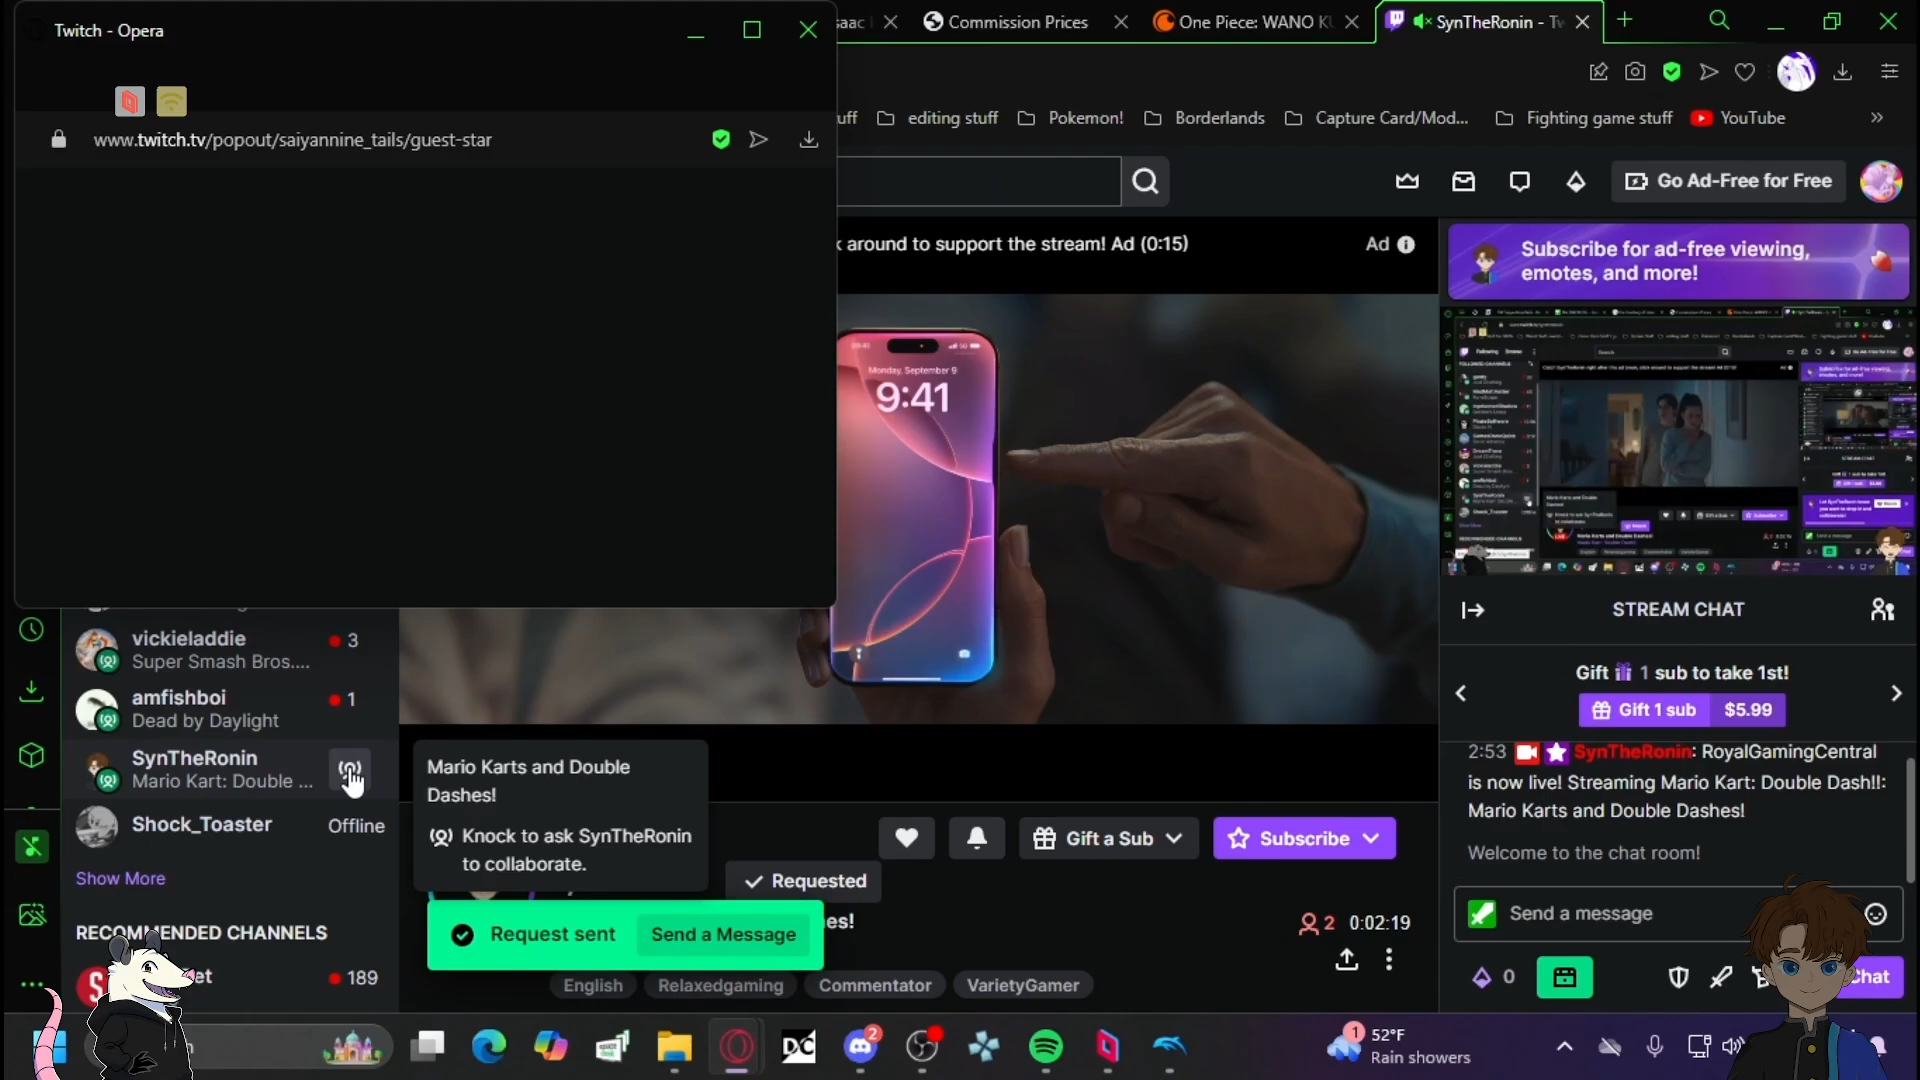 Twitch - Opera
saac
Commission Prices
One Piece: WANO KU
SynTheRonin - Tw
www.twitch.tv/popout/saiyannine_tails/guest-star
uff
editing stuff
Pokemon!
Borderlands
Capture Card/Mod...
Fighting game stuff
YouTube
Go Ad-Free for Free
k around to support the stream! Ad (0:15)
Ad
Subscribe for ad-free viewing,
emotes, and more!
Monday, September 9
9:41
STREAM CHAT
Gift 1 sub to take 1st!
Gift 1 sub $5.99
vickieladdie
3
Super Smash Bros....
amfishboi
1
Dead by Daylight
SynTheRonin
Mario Kart: Double ...
Shock_Toaster
Offline
Show More
RECOMMENDED CHANNELS
et
189
Mario Karts and Double
Dashes!
Knock to ask SynTheRonin
to collaborate.
Requested
Request sent
Send a Message
es!
Gift a Sub
Subscribe
2
0:02:19
English
Relaxedgaming
Commentator
VarietyGamer
2:53 SynTheRonin: RoyalGamingCentral
is now live! Streaming Mario Kart: Double Dash!!:
Mario Karts and Double Dashes!
Welcome to the chat room!
Send a message
0
Chat
2
1
52°F
Rain showers